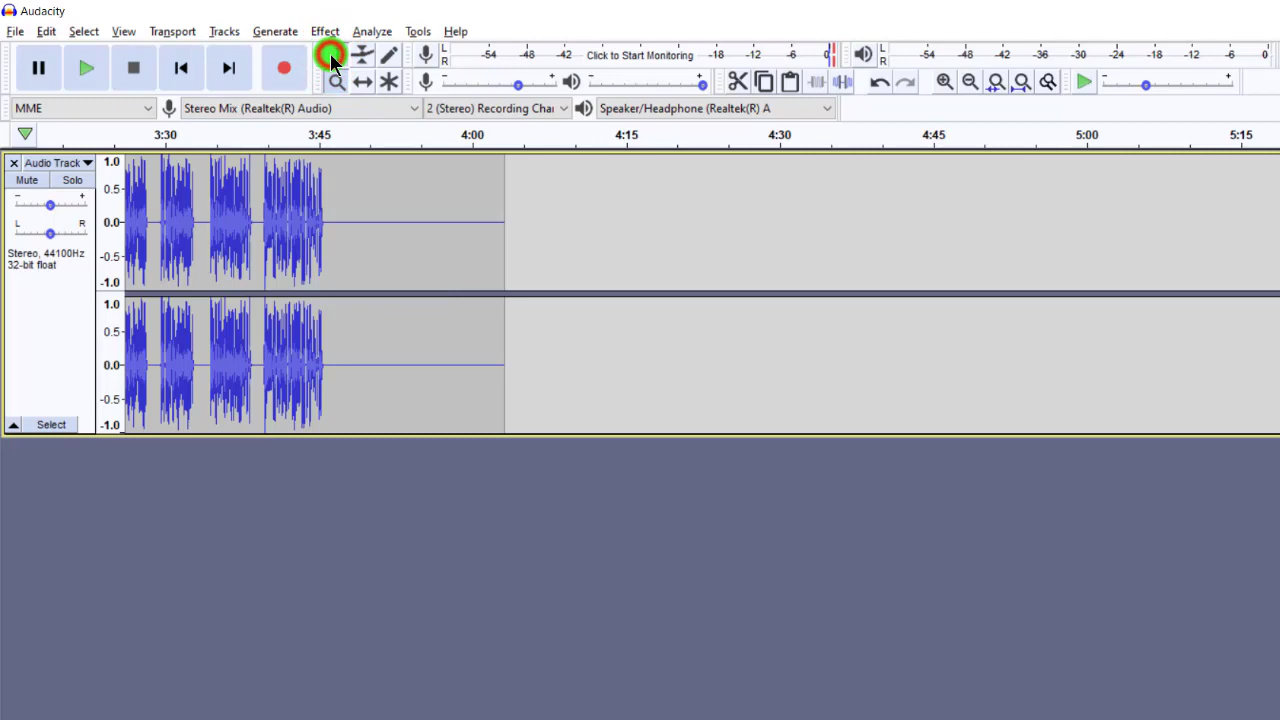 Audacity
File Edit Select View Transport Tracks Generate Effect Analyze Tools Help
L R -54 -48 -42 Click to Start Monitoring -18 -12 -6 0 L R -54 -48 -42 -36 -30 -24 -18 -12 -6 0
- + - + - +
MME Stereo Mix (Realtek(R) Audio) 2 (Stereo) Recording Char Speaker/Headphone (Realtek(R) A
3:30 3:45 4:00 4:15 4:30 4:45 5:00 5:15
Audio Track 1.0
Mute Solo 0.5
- +
L R 0.0
Stereo, 44100Hz -0.5
32-bit float
-1.0
1.0
0.5
0.0
-0.5
Select -1.0